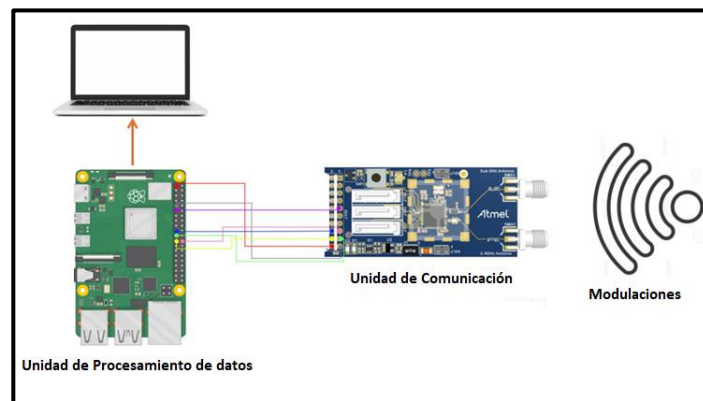 Atmel
Unidad de Comunicación
Modulaciones
Unidad de Procesamiento de datos